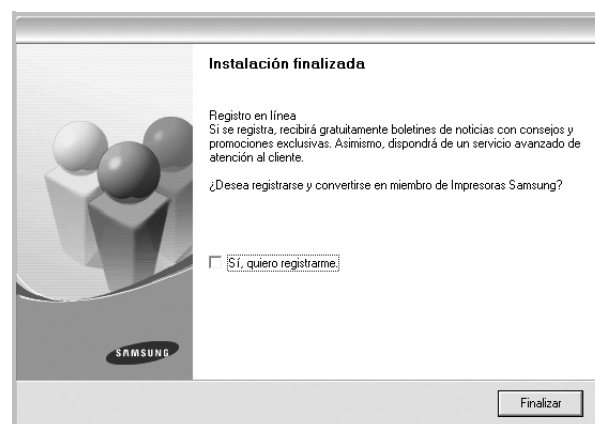 Instalación finalizada
Registro en línea
Si se registra, recibirá gratuitamente boletines de noticias con consejos y
promociones exclusivas. Asimismo, dispondrá de un servicio avanzado de
atención al cliente.
¿Desea registrarse y convertirse en miembro de Impresoras Samsung?
Sí, quiero registrarme.
SAMSUNG
Finalizar